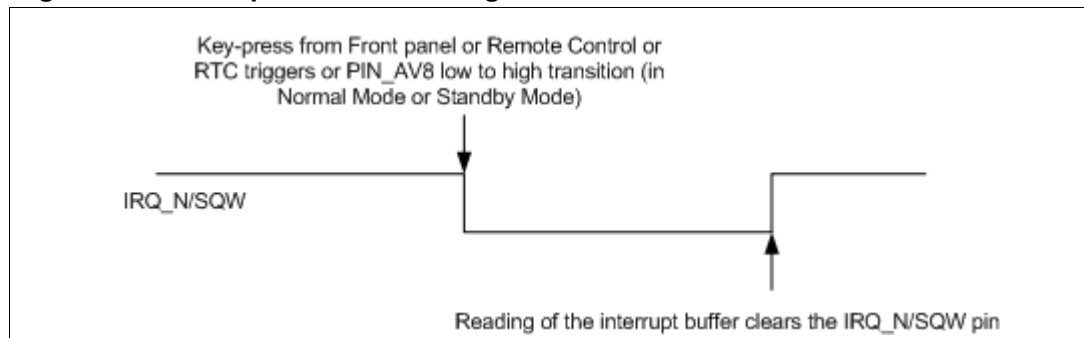 Key-press from Front panel or Remote Control or
RTC triggers or PIN_AV8 low to high transition (in
Normal Mode or Standby Mode)
IRQ_N/SQW
Reading of the interrupt buffer clears the IRQ_N/SQW pin